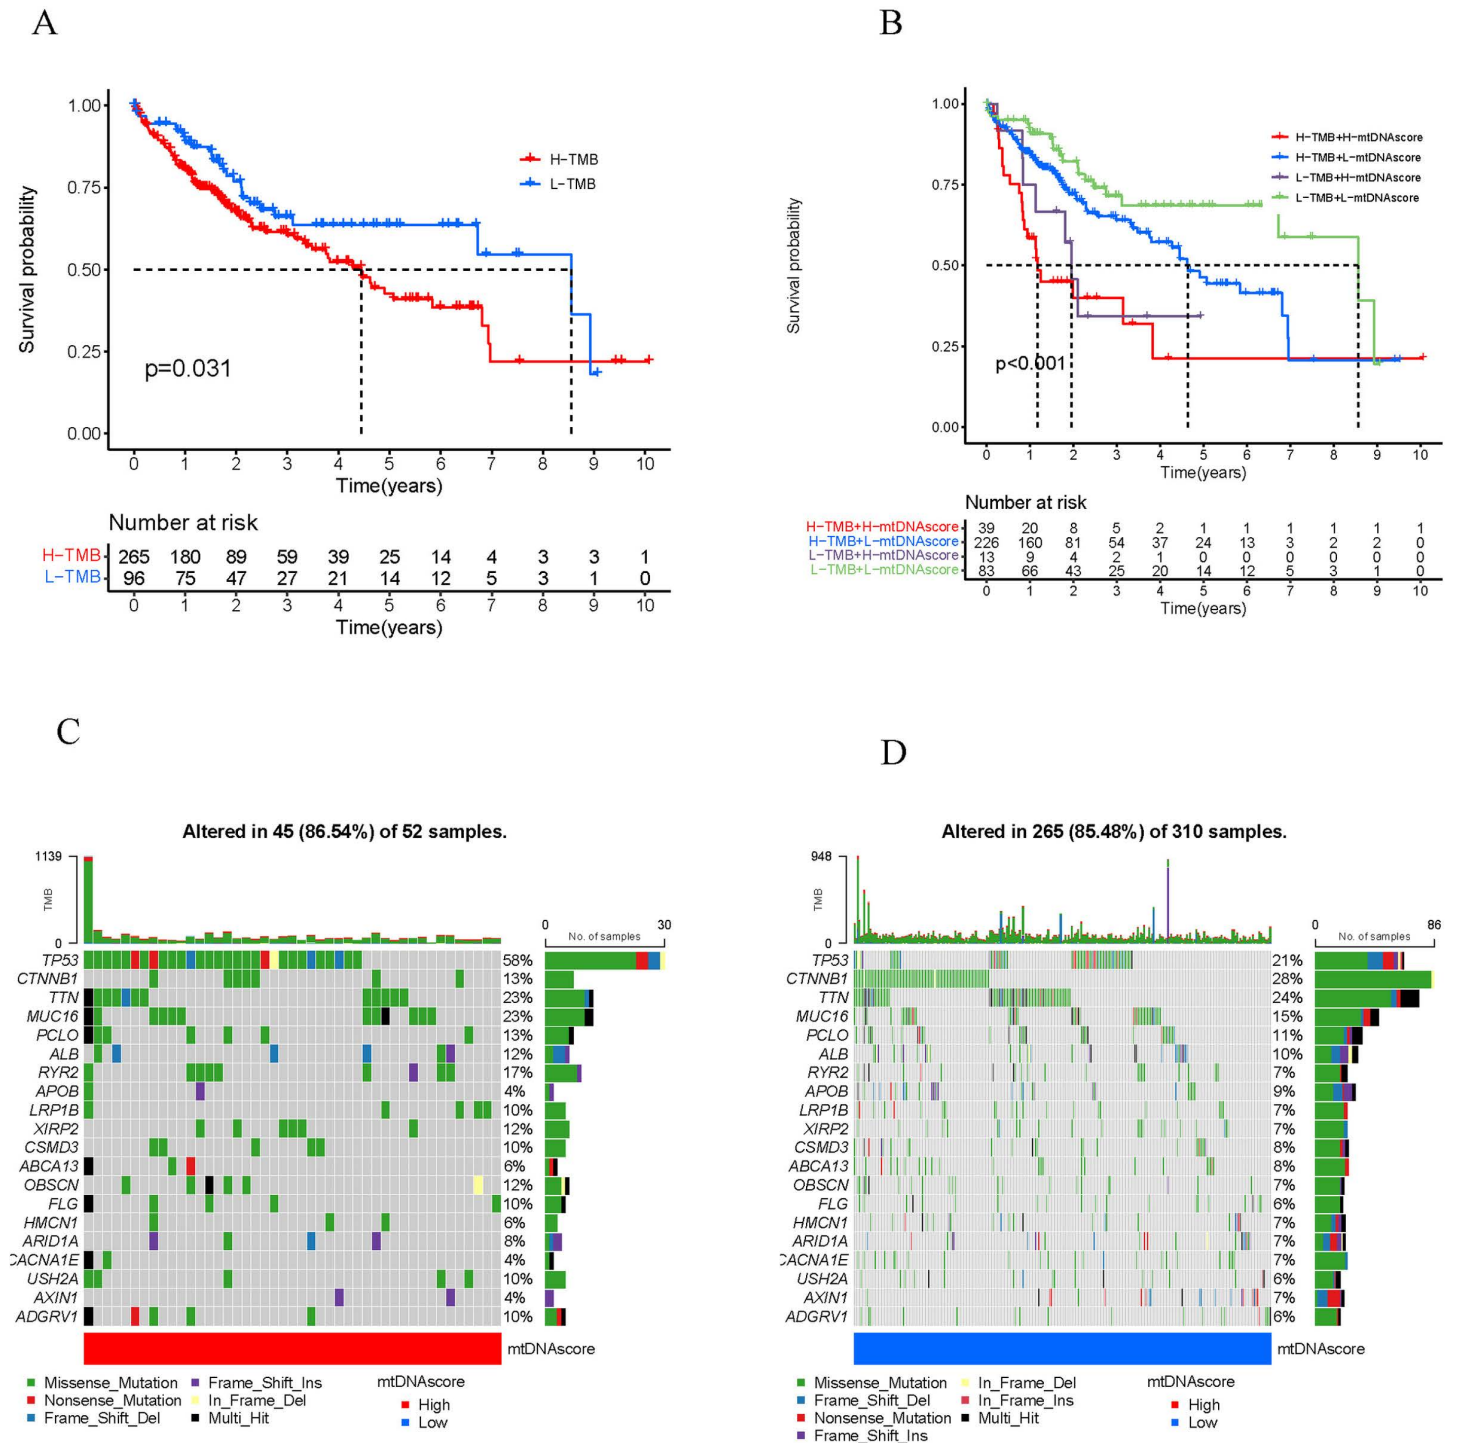 A
1.00
0.75
0.50
0.25
0.00
Survival probability
H-TMB
L-TMB
p=0.031
0 1 2 3 4 5 6 7 8 9 10
Time(years)
Number at risk
H-TMB 265 180 89 59 39 25 14 4 3 3 1
L-TMB 96 75 47 27 21 14 12 5 3 1 0
0 1 2 3 4 5 6 7 8 9 10
Time(years)
B
1.00
0.75
0.50
0.25
0.00
Survival probability
H-TMB+H-mtDNAscore
H-TMB+L-mtDNAscore
L-TMB+H-mtDNAscore
L-TMB+L-mtDNAscore
p<0.001
0 1 2 3 4 5 6 7 8 9 10
Time(years)
Number at risk
H-TMB+H-mtDNAscore 39 20 8 5 2 1 1 1 1 1 1
H-TMB+L-mtDNAscore 226 160 81 54 37 24 13 3 2 2 0
L-TMB+H-mtDNAscore 13 9 4 2 1 0 0 0 0 0 0
L-TMB+L-mtDNAscore 83 66 43 25 20 14 12 5 3 1 0
0 1 2 3 4 5 6 7 8 9 10
Time(years)
C
Altered in 45 (86.54%) of 52 samples.
1139
TMB
0
0 30
No. of samples
TP53 58%
CTNNB1 13%
TTN 23%
MUC16 23%
PCLO 13%
ALB 12%
RYR2 17%
APOB 4%
LRP1B 10%
XIRP2 12%
CSMD3 10%
ABCA13 6%
OBSCN 12%
FLG 10%
HMCN1 6%
ARID1A 8%
CACNA1E 4%
USH2A 10%
AXIN1 4%
ADGRV1 10%
mtDNAscore
Missense_Mutation
Nonsense_Mutation
Frame_Shift_Del
Frame_Shift_Ins
In_Frame_Del
Multi_Hit
mtDNAscore
High
Low
D
Altered in 265 (85.48%) of 310 samples.
948
TMB
0
0 86
No. of samples
TP53 21%
CTNNB1 28%
TTN 24%
MUC16 15%
PCLO 11%
ALB 10%
RYR2 7%
APOB 9%
LRP1B 7%
XIRP2 7%
CSMD3 8%
ABCA13 8%
OBSCN 7%
FLG 6%
HMCN1 7%
ARID1A 7%
CACNA1E 7%
USH2A 6%
AXIN1 7%
ADGRV1 6%
mtDNAscore
Missense_Mutation
Frame_Shift_Del
Nonsense_Mutation
Frame_Shift_Ins
In_Frame_Del
In_Frame_Ins
Multi_Hit
mtDNAscore
High
Low